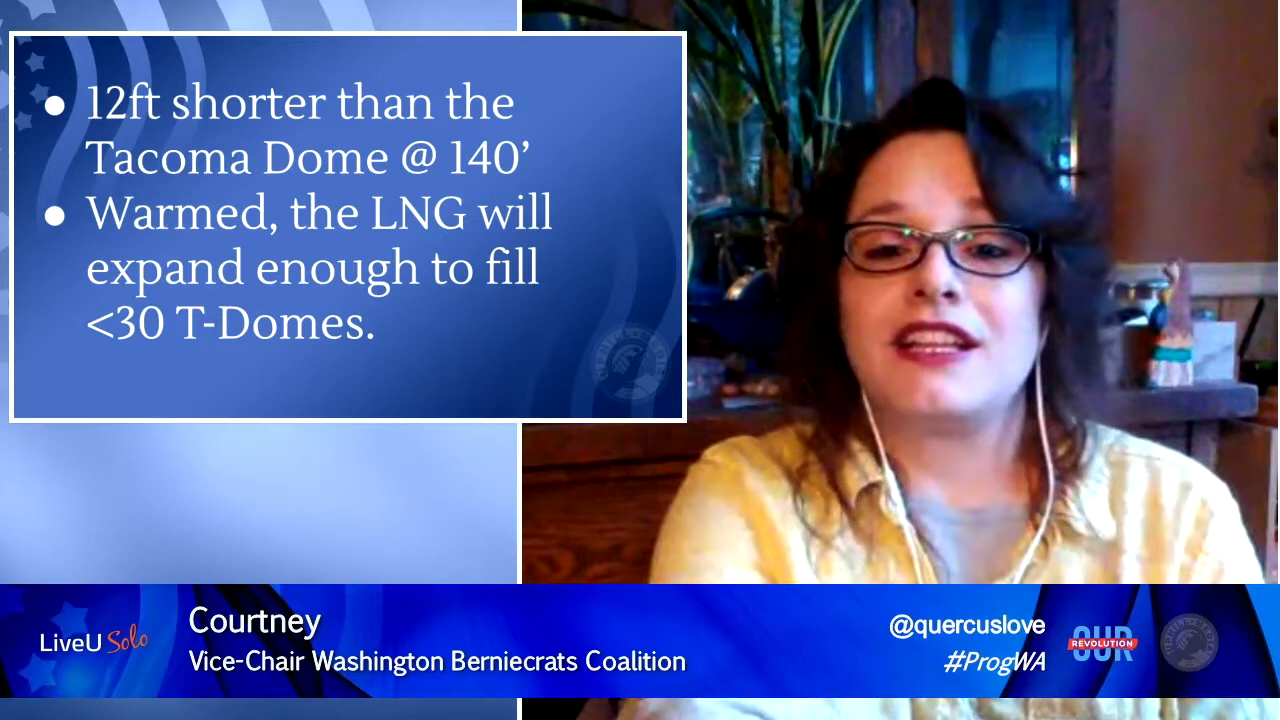 ● 12ft shorter than the
Tacoma Dome @ 140’
● Warmed, the LNG will
expand enough to fill
<30 T-Domes.
LiveU Solo
Courtney
Vice-Chair Washington Berniecrats Coalition
@quercuslove
#ProgWA
OUR
REVOLUTION